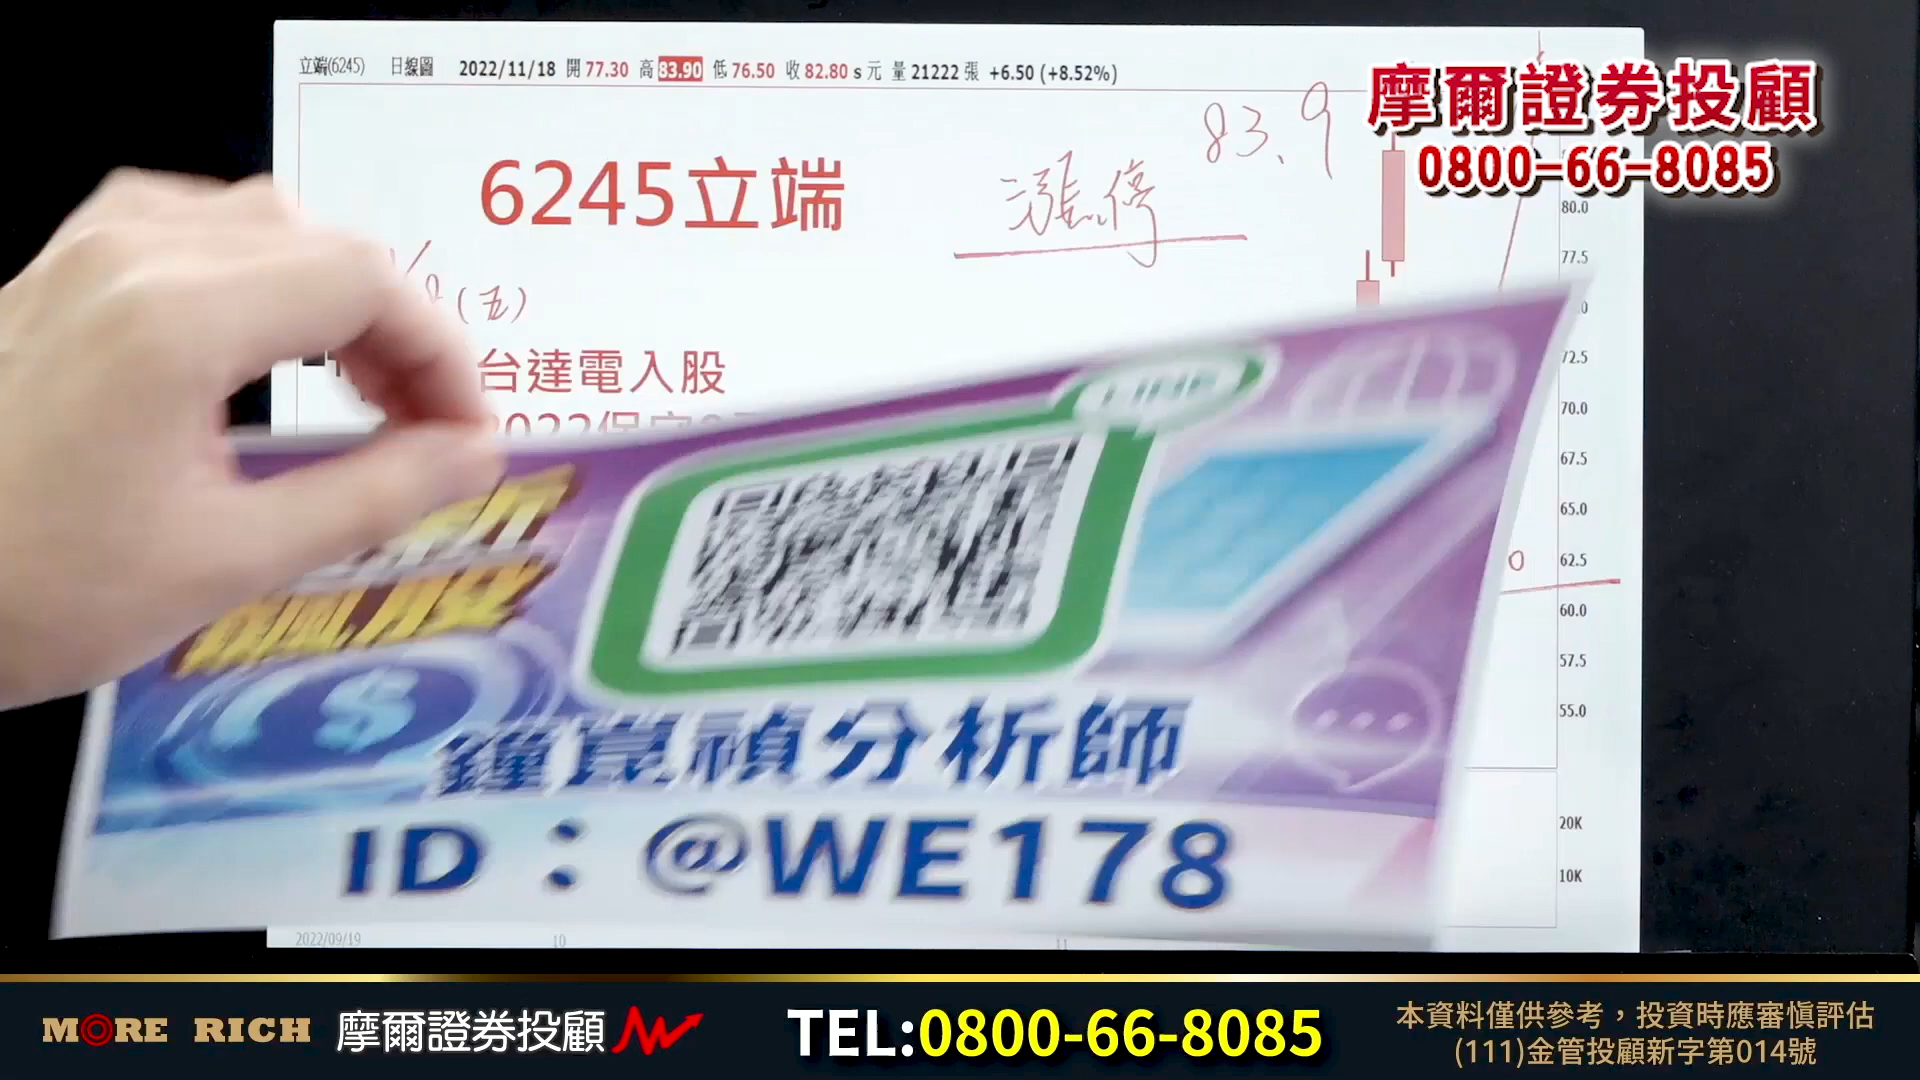 立端(6245) 日線圖 2022/11/18 開 77.30 高 83.90 低 76.50 收 82.80 s 元 量 21222 張 +6.50 (+8.52%)
摩爾證券投顧
0800-66-8085
83.9
6245立端
漲停
(五)
台達電入股
80.0
77.5
72.5
70.0
67.5
65.0
62.5
60.0
57.5
55.0
20K
10K
$
分析師
ID：@WE178
2022/09/19 10 11
MORE RICH 摩爾證券投顧
TEL:0800-66-8085
本資料僅供參考，投資時應審慎評估
(111)金管投顧新字第014號